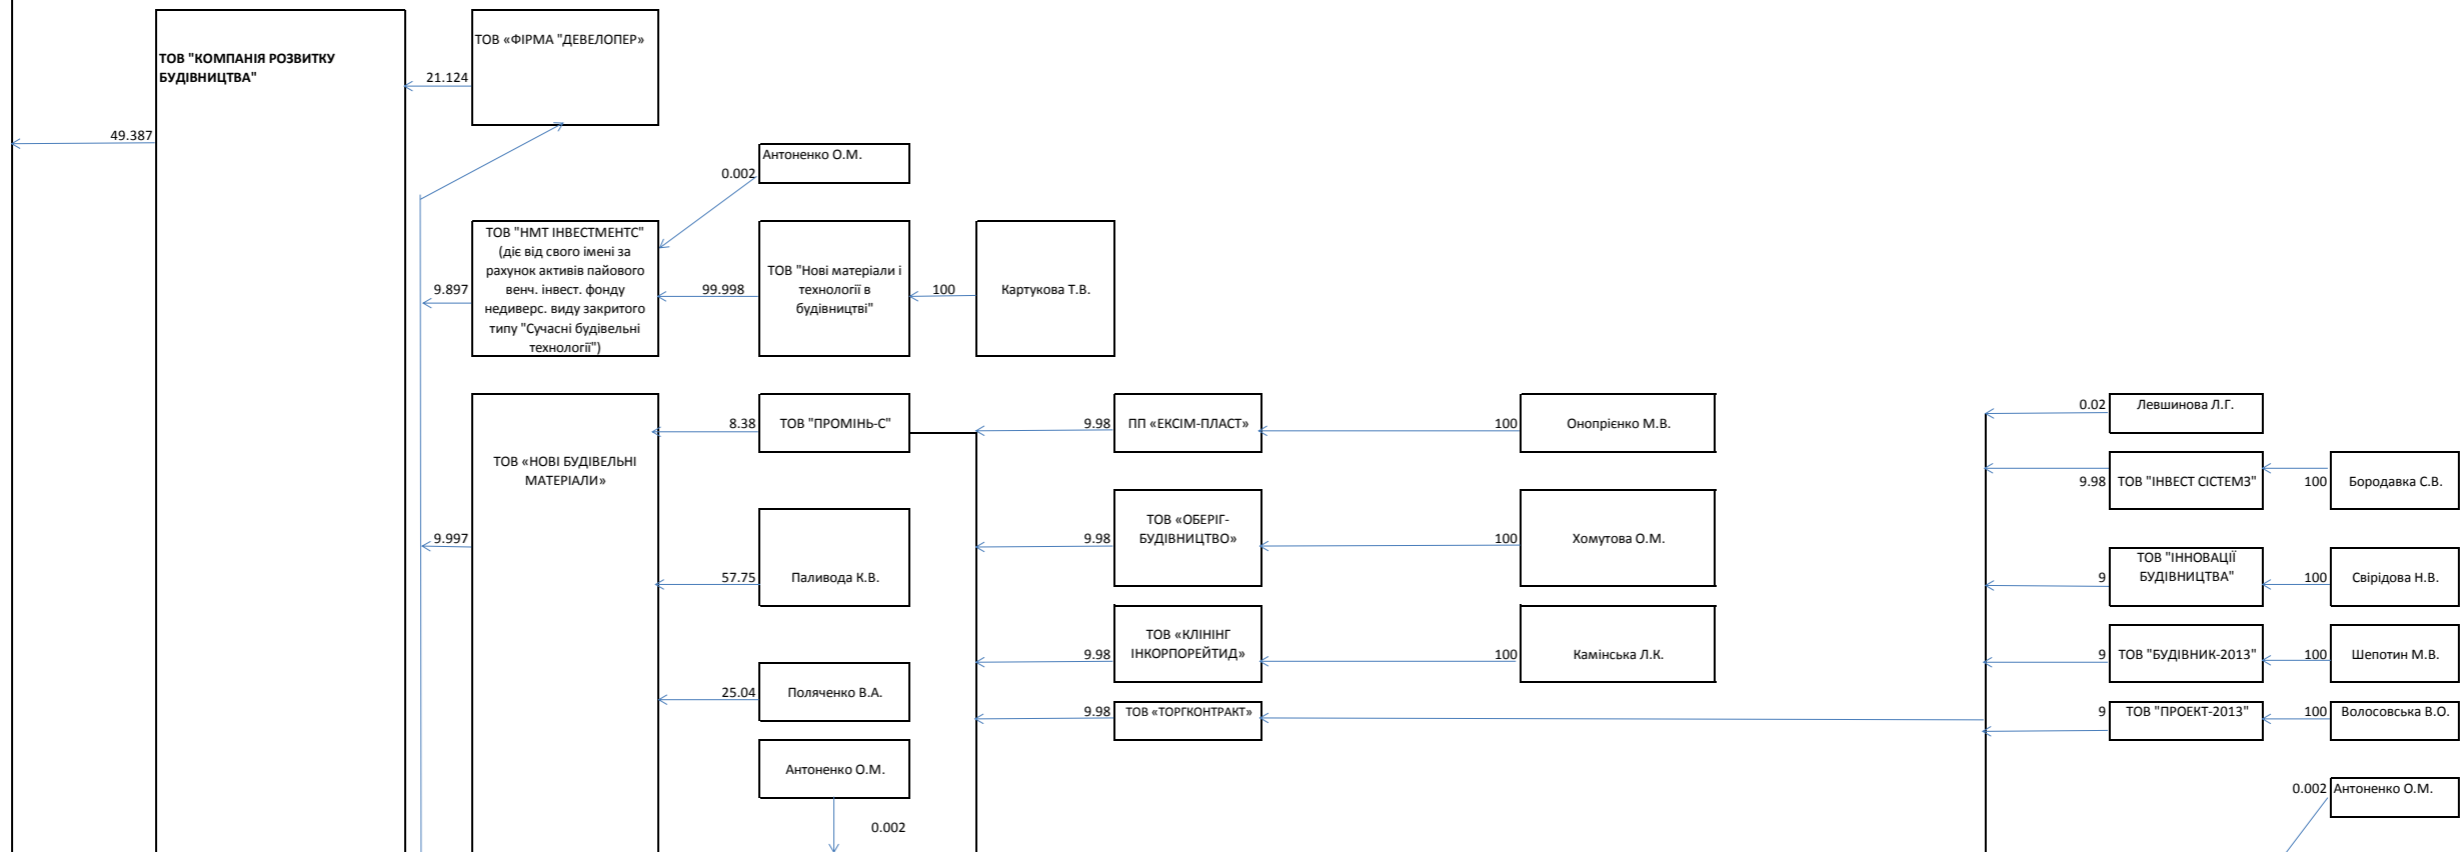 ТОВ «ФІРМА "ДЕВЕЛОПЕР»
ТОВ "КОМПАНІЯ РОЗВИТКУ
БУДІВНИЦТВА"
21.124
49.387
Антоненко О.М.
0.002
ТОВ "НМТ ІНВЕСТМЕНТС"
(діє від свого імені за
рахунок активів пайового
венч. інвест. фонду
недиверс. виду закритого
типу "Сучасні будівельні
технології")
9.897
99.998
ТОВ "Нові матеріали і
технології в
будівництві"
100
Картукова Т.В.
ТОВ «НОВІ БУДІВЕЛЬНІ
МАТЕРІАЛИ»
9.997
8.38
ТОВ "ПРОМІНЬ-С"
9.98
ПП «ЕКСІМ-ПЛАСТ»
100
Онопрієнко М.В.
0.02
Левшинова Л.Г.
9.98
ТОВ "ІНВЕСТ СІСТЕМЗ"
100
Бородавка С.В.
57.75
Паливода К.В.
9.98
ТОВ «ОБЕРІГ-
БУДІВНИЦТВО»
100
Хомутова О.М.
9
ТОВ "ІННОВАЦІЇ
БУДІВНИЦТВА"
100
Свірідова Н.В.
9.98
ТОВ «КЛІНІНГ
ІНКОРПОРЕЙТИД»
100
Камінська Л.К.
9
ТОВ "БУДІВНИК-2013"
100
Шепотин М.В.
25.04
Поляченко В.А.
9.98
ТОВ «ТОРГКОНТРАКТ»
9
ТОВ "ПРОЕКТ-2013"
100
Волосовська В.О.
Антоненко О.М.
0.002
0.002
Антоненко О.М.